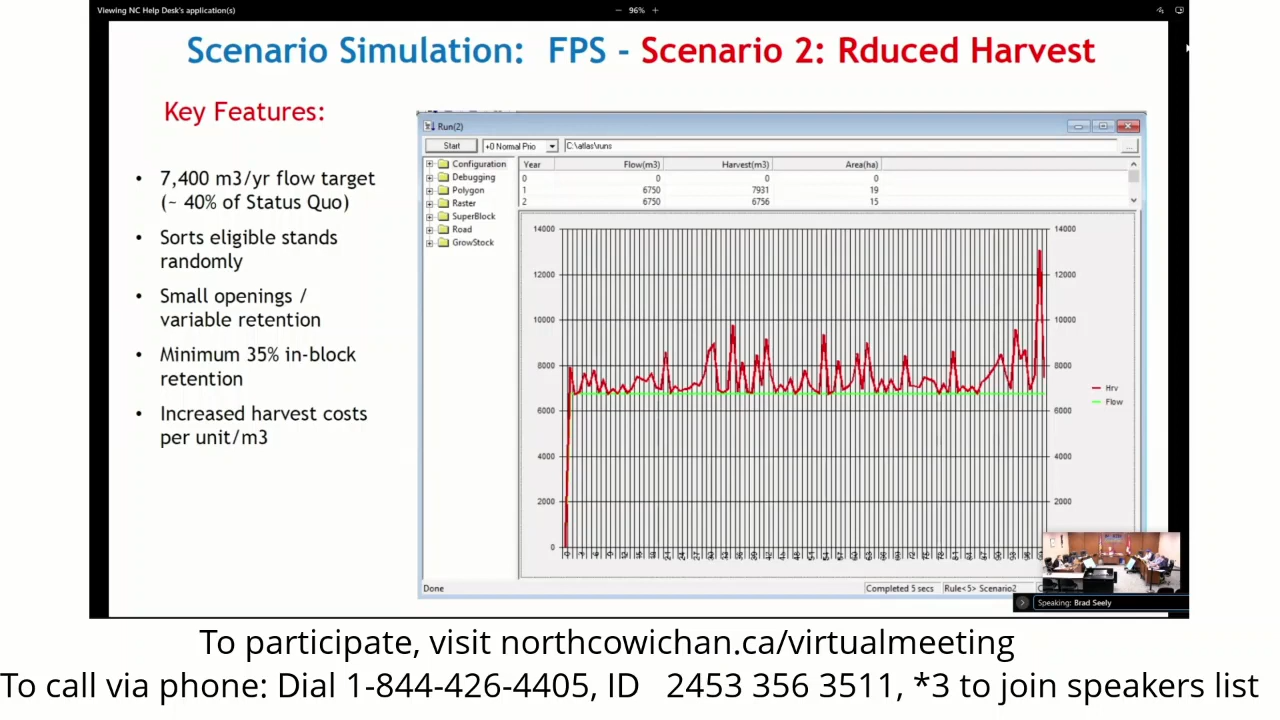 Viewing NC Help Desk's application(s)
96%
Scenario Simulation: FPS - Scenario 2: Rduced Harvest
Key Features:
• 7,400 m3/yr flow target
(~ 40% of Status Quo)
• Sorts eligible stands
randomly
• Small openings /
variable retention
• Minimum 35% in-block
retention
• Increased harvest costs
per unit/m3
Run(2)
Start +0 Normal Prio C:\atlas\runs ...
Configuration
Debugging
Polygon
Raster
SuperBlock
Road
GrowStock
Year Flow(m3) Harvest(m3) Area(ha)
0 0 0 0
1 6750 7931 19
2 6750 6756 15
14000 14000
12000 12000
10000 10000
8000 8000
6000 6000
4000 4000
2000 2000
0
Hrv
Flow
Done Completed 5 secs Rule<5> Scenario2
Speaking: Brad Seely
To participate, visit northcowichan.ca/virtualmeeting
To call via phone: Dial 1-844-426-4405, ID 2453 356 3511, *3 to join speakers list